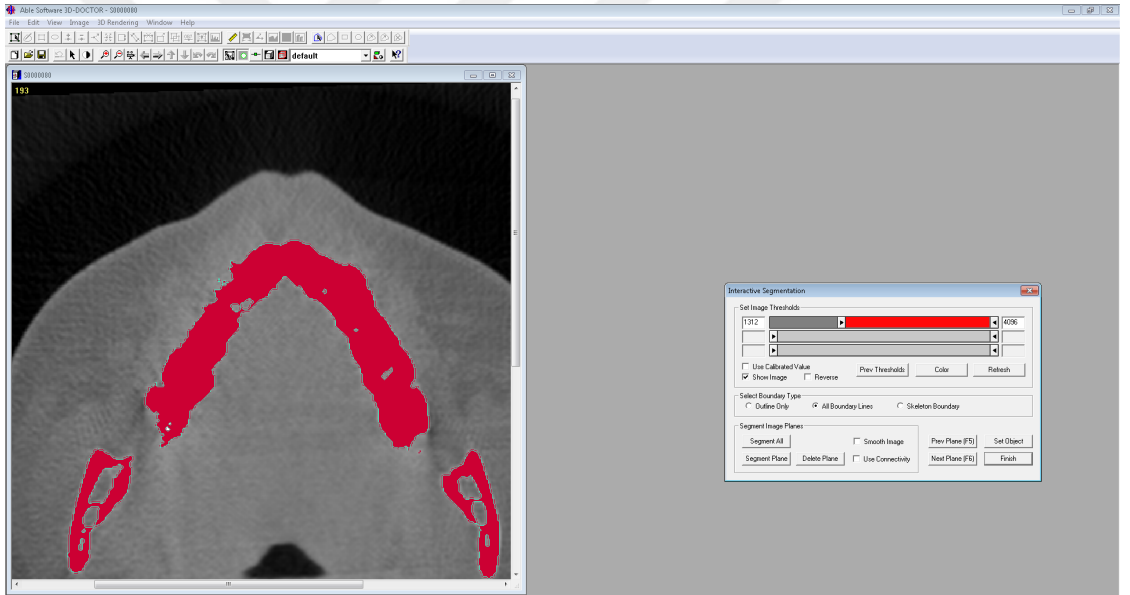 Able Software 3D-DOCTOR - S0000080
File Edit View Image 3D Rendering Window Help
default
S0000080
193
Interactive Segmentation
Set Image Thresholds
1312 4096
Use Calibrated Value
Show Image Reverse Prev Thresholds Color Refresh
Select Boundary Type
Outline Only All Boundary Lines Skeleton Boundary
Segment Image Planes
Segment All Smooth Image Prev Plane (F5) Set Object
Segment Plane Delete Plane Use Connectivity Next Plane (F6) Finish